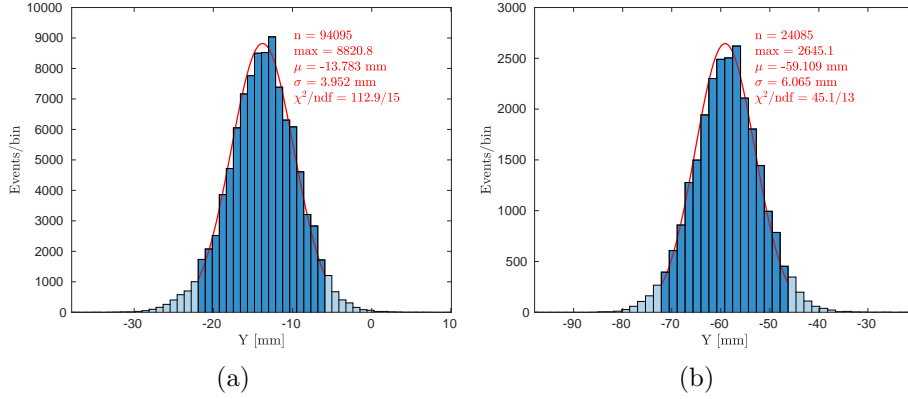 10000
9000
8000
7000
6000
5000
4000
3000
2000
1000
0
Events/bin
n = 94095
max = 8820.8
μ = -13.783 mm
σ = 3.952 mm
χ²/ndf = 112.9/15
-30 -20 -10 0 10
Y [mm]
(a)
3000
2500
2000
1500
1000
500
0
Events/bin
n = 24085
max = 2645.1
μ = -59.109 mm
σ = 6.065 mm
χ²/ndf = 45.1/13
-90 -80 -70 -60 -50 -40 -30
Y [mm]
(b)